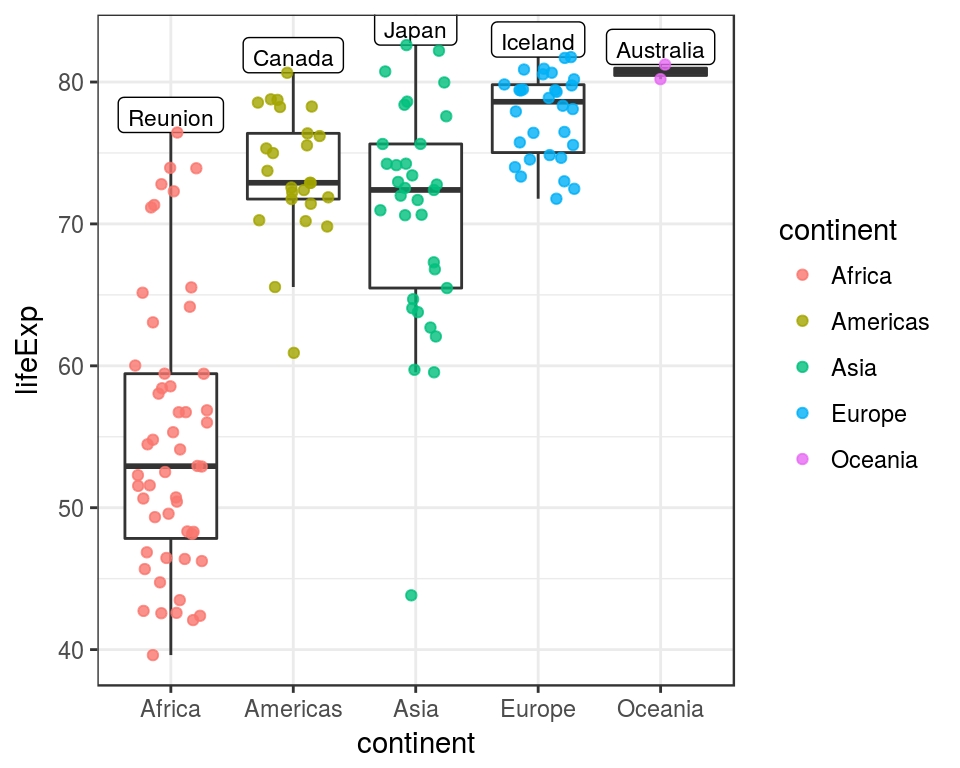 Japan
Iceland
Australia
Canada
Reunion
80
70
60
50
40
lifeExp
Africa
Americas
Asia
Europe
Oceania
continent
continent
Africa
Americas
Asia
Europe
Oceania